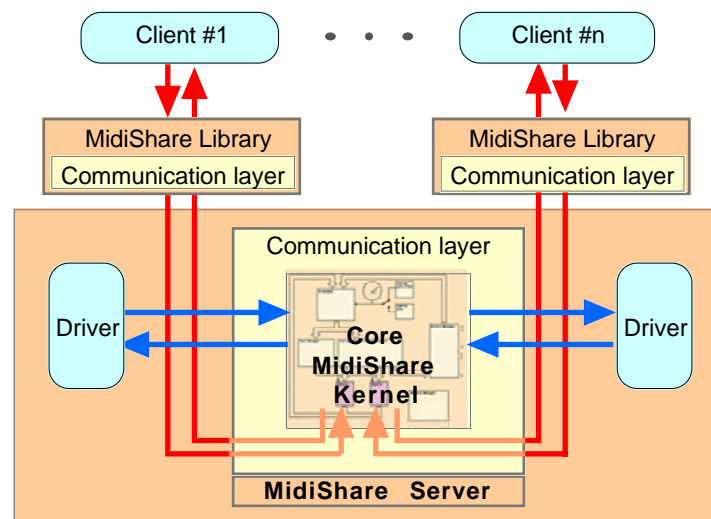 Client #1
Client #n
MidiShare Library
Communication layer
MidiShare Library
Communication layer
Communication layer
Driver
Core
MidiShare
Kernel
Driver
MidiShare Server